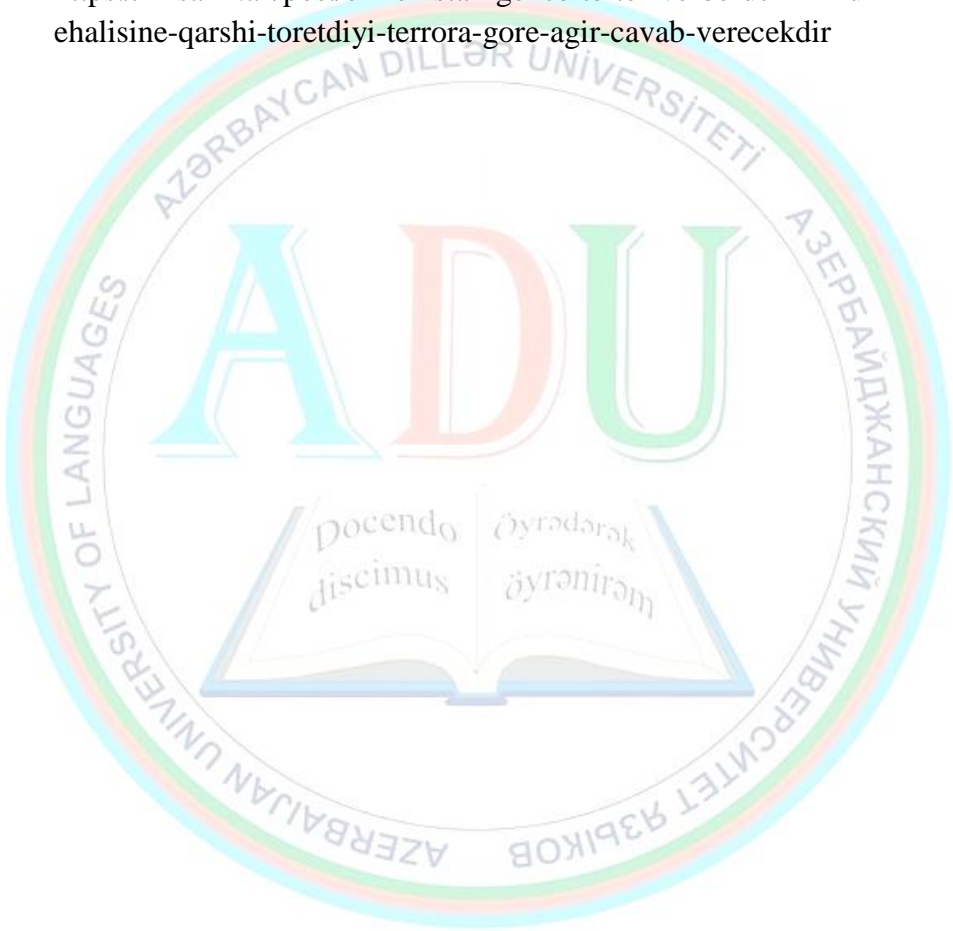 ehalisine-qarshi-toretdiyi-terrora-gore-agir-cavab-verecekdir
AZƏRBAYCAN DİLLƏR UNİVERSİTETİ
АЗЕРБАЙДЖАНСКИЙ УНИВЕРСИТЕТ ЯЗЫКОВ
AZERBAIJAN UNIVERSITY OF LANGUAGES
ADU
Docendo
discimus
Öyrədərək
öyrənirəm